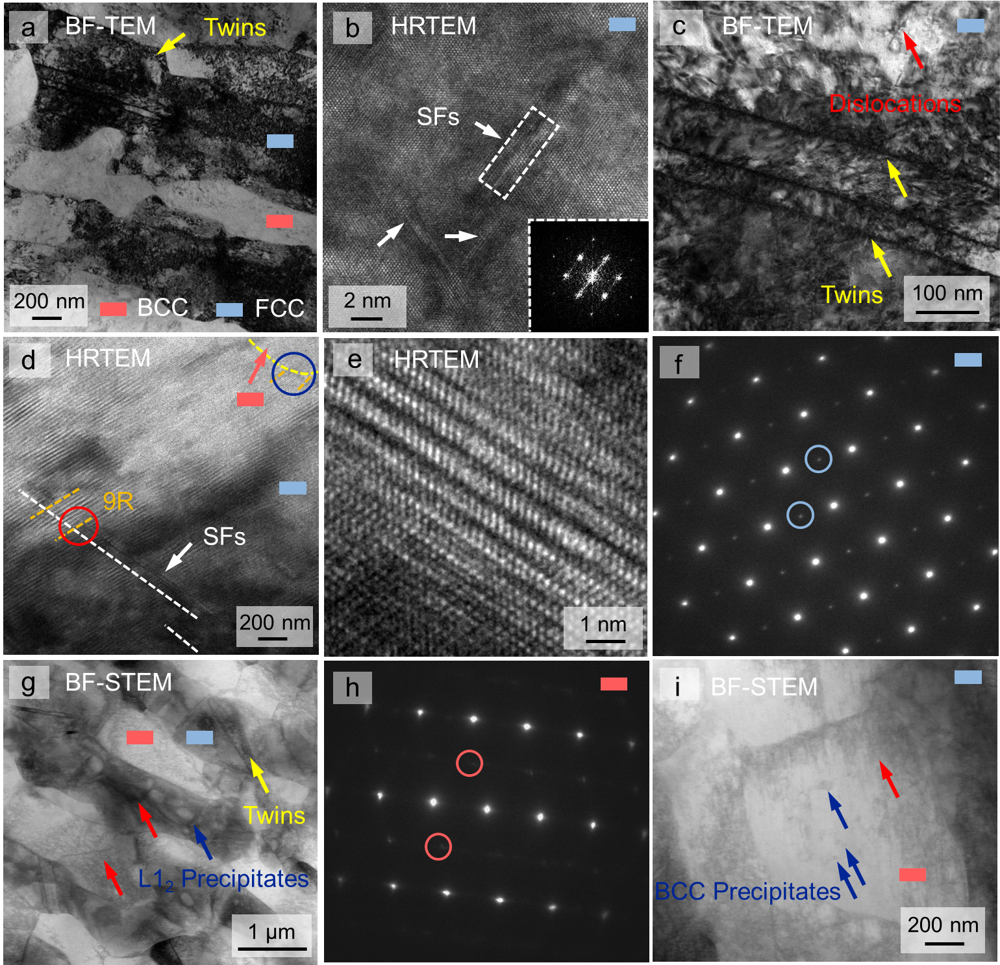 a
BF-TEM
Twins
200 nm
BCC
FCC
b
HRTEM
SFs
2 nm
c
BF-TEM
Dislocations
Twins
100 nm
d
HRTEM
9R
SFs
200 nm
e
HRTEM
1 nm
f
g
BF-STEM
Twins
L1₂ Precipitates
1 μm
h
i
BF-STEM
BCC Precipitates
200 nm